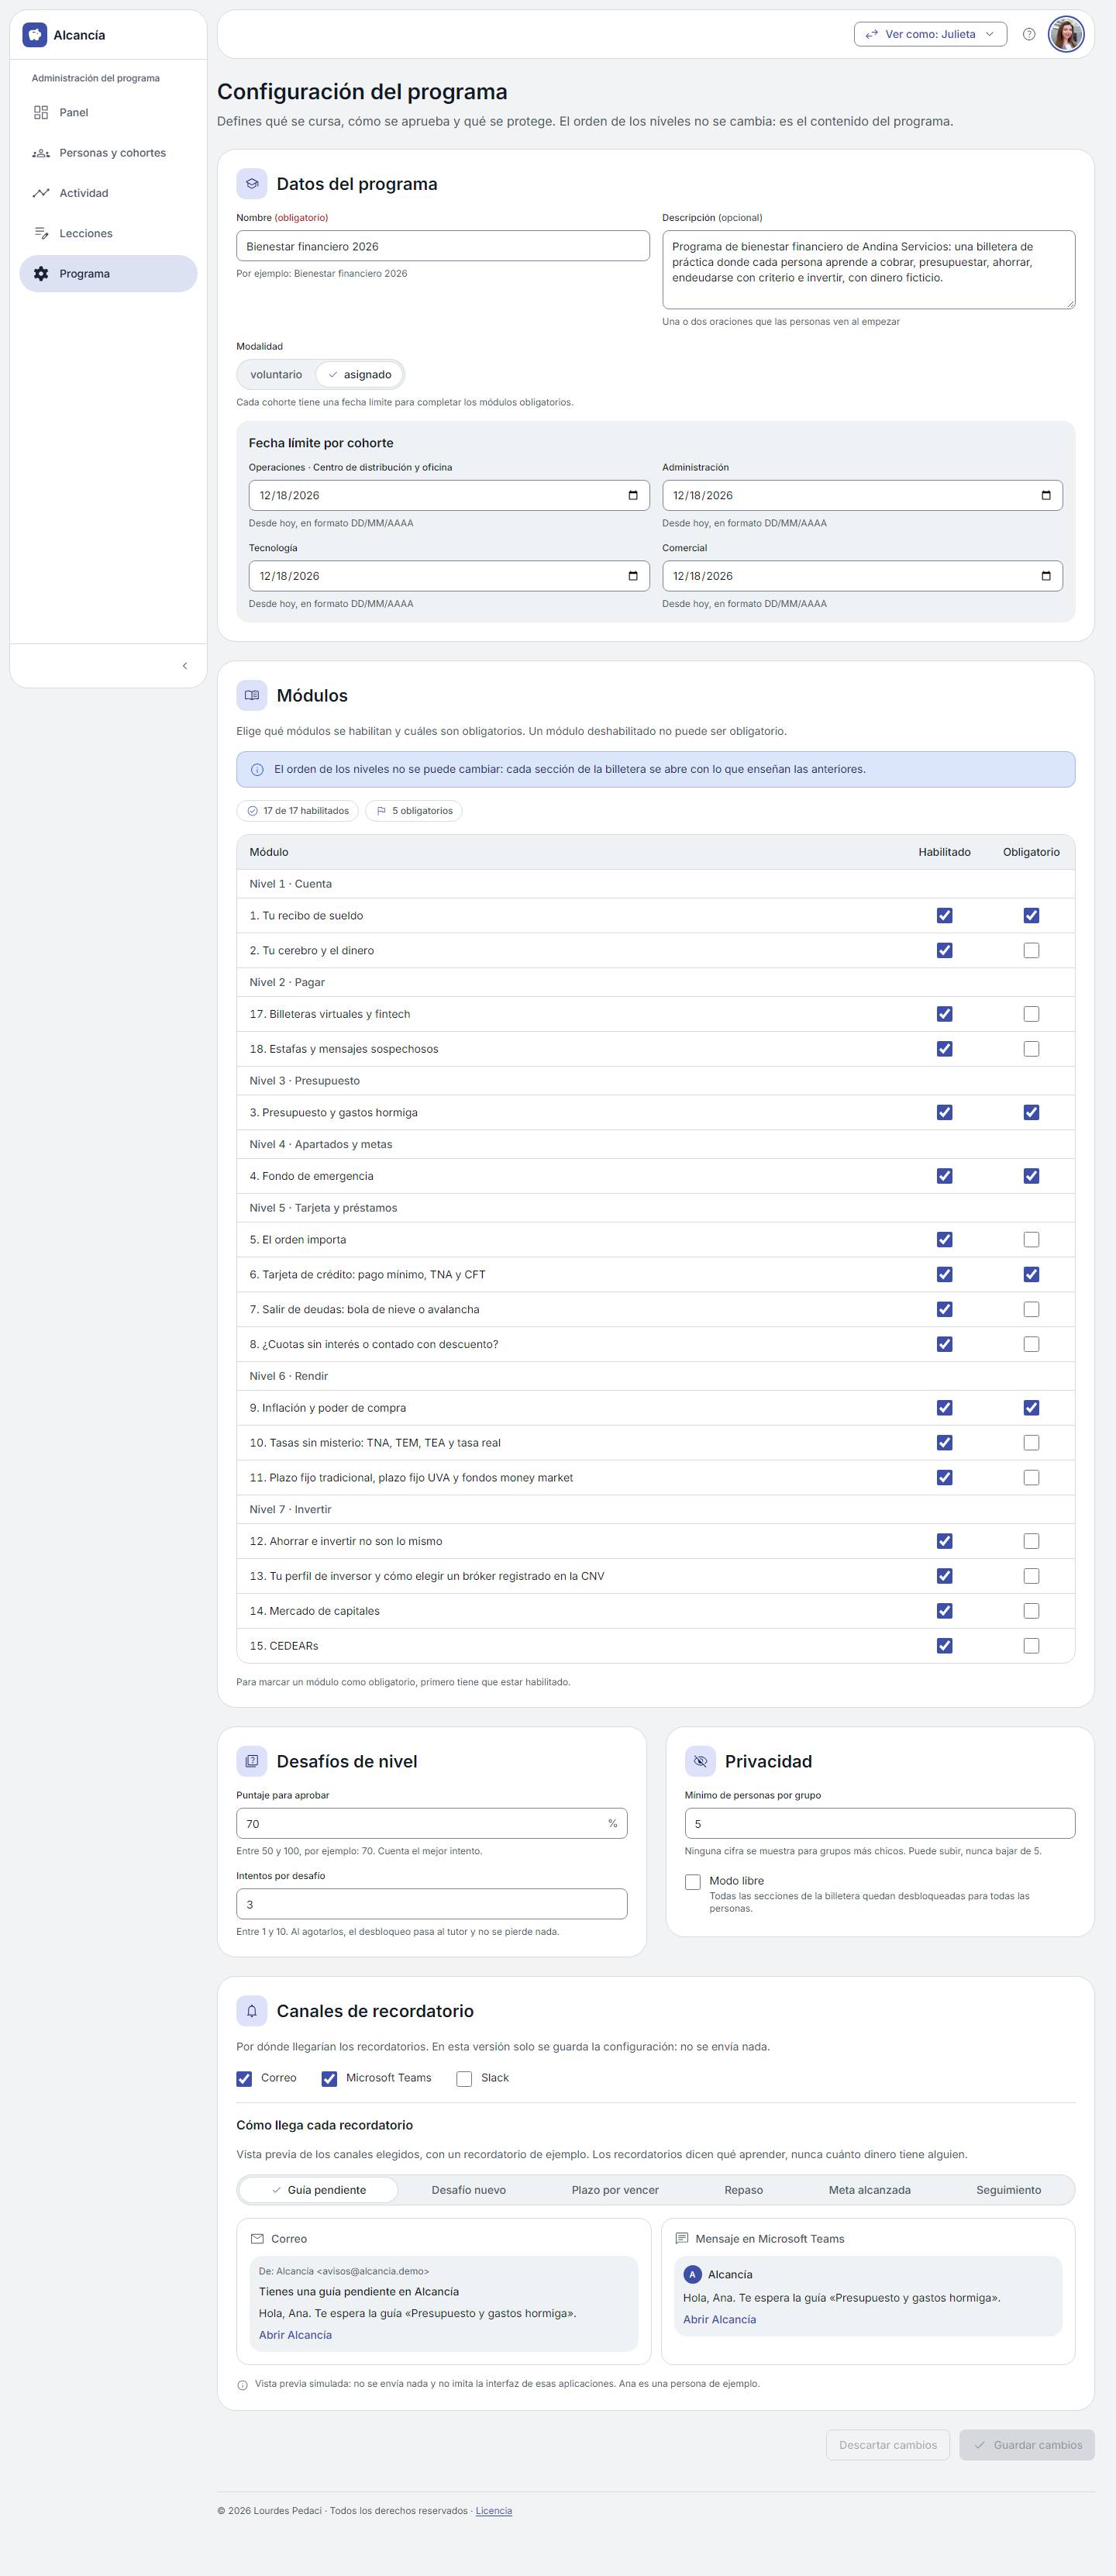 Alcancía
Ver como: Julieta
Administración del programa
Panel
Personas y cohortes
Actividad
Lecciones
Programa
Configuración del programa
Defines qué se cursa, cómo se aprueba y qué se protege. El orden de los niveles no se cambia: es el contenido del programa.
Datos del programa
Nombre (obligatorio)
Bienestar financiero 2026
Por ejemplo: Bienestar financiero 2026
Descripción (opcional)
Programa de bienestar financiero de Andina Servicios: una billetera de
práctica donde cada persona aprende a cobrar, presupuestar, ahorrar,
endeudarse con criterio e invertir, con dinero ficticio.
Una o dos oraciones que las personas ven al empezar
Modalidad
voluntario
asignado
Cada cohorte tiene una fecha límite para completar los módulos obligatorios.
Fecha límite por cohorte
Operaciones · Centro de distribución y oficina
12/18/2026
Desde hoy, en formato DD/MM/AAAA
Administración
12/18/2026
Desde hoy, en formato DD/MM/AAAA
Tecnología
12/18/2026
Desde hoy, en formato DD/MM/AAAA
Comercial
12/18/2026
Desde hoy, en formato DD/MM/AAAA
Módulos
Elige qué módulos se habilitan y cuáles son obligatorios. Un módulo deshabilitado no puede ser obligatorio.
El orden de los niveles no se puede cambiar: cada sección de la billetera se abre con lo que enseñan las anteriores.
17 de 17 habilitados
5 obligatorios
Módulo Habilitado Obligatorio
Nivel 1 · Cuenta
1. Tu recibo de sueldo
2. Tu cerebro y el dinero
Nivel 2 · Pagar
17. Billeteras virtuales y fintech
18. Estafas y mensajes sospechosos
Nivel 3 · Presupuesto
3. Presupuesto y gastos hormiga
Nivel 4 · Apartados y metas
4. Fondo de emergencia
Nivel 5 · Tarjeta y préstamos
5. El orden importa
6. Tarjeta de crédito: pago mínimo, TNA y CFT
7. Salir de deudas: bola de nieve o avalancha
8. ¿Cuotas sin interés o contado con descuento?
Nivel 6 · Rendir
9. Inflación y poder de compra
10. Tasas sin misterio: TNA, TEM, TEA y tasa real
11. Plazo fijo tradicional, plazo fijo UVA y fondos money market
Nivel 7 · Invertir
12. Ahorrar e invertir no son lo mismo
13. Tu perfil de inversor y cómo elegir un bróker registrado en la CNV
14. Mercado de capitales
15. CEDEARs
Para marcar un módulo como obligatorio, primero tiene que estar habilitado.
Desafíos de nivel
Puntaje para aprobar
70 %
Entre 50 y 100, por ejemplo: 70. Cuenta el mejor intento.
Intentos por desafío
3
Entre 1 y 10. Al agotarlos, el desbloqueo pasa al tutor y no se pierde nada.
Privacidad
Mínimo de personas por grupo
5
Ninguna cifra se muestra para grupos más chicos. Puede subir, nunca bajar de 5.
Modo libre
Todas las secciones de la billetera quedan desbloqueadas para todas las
personas.
Canales de recordatorio
Por dónde llegarían los recordatorios. En esta versión solo se guarda la configuración: no se envía nada.
Correo
Microsoft Teams
Slack
Cómo llega cada recordatorio
Vista previa de los canales elegidos, con un recordatorio de ejemplo. Los recordatorios dicen qué aprender, nunca cuánto dinero tiene alguien.
Guía pendiente
Desafío nuevo
Plazo por vencer
Repaso
Meta alcanzada
Seguimiento
Correo
De: Alcancía <avisos@alcancia.demo>
Tienes una guía pendiente en Alcancía
Hola, Ana. Te espera la guía «Presupuesto y gastos hormiga».
Abrir Alcancía
Mensaje en Microsoft Teams
A Alcancía
Hola, Ana. Te espera la guía «Presupuesto y gastos hormiga».
Abrir Alcancía
Vista previa simulada: no se envía nada y no imita la interfaz de esas aplicaciones. Ana es una persona de ejemplo.
Descartar cambios
Guardar cambios
© 2026 Lourdes Pedaci · Todos los derechos reservados · Licencia